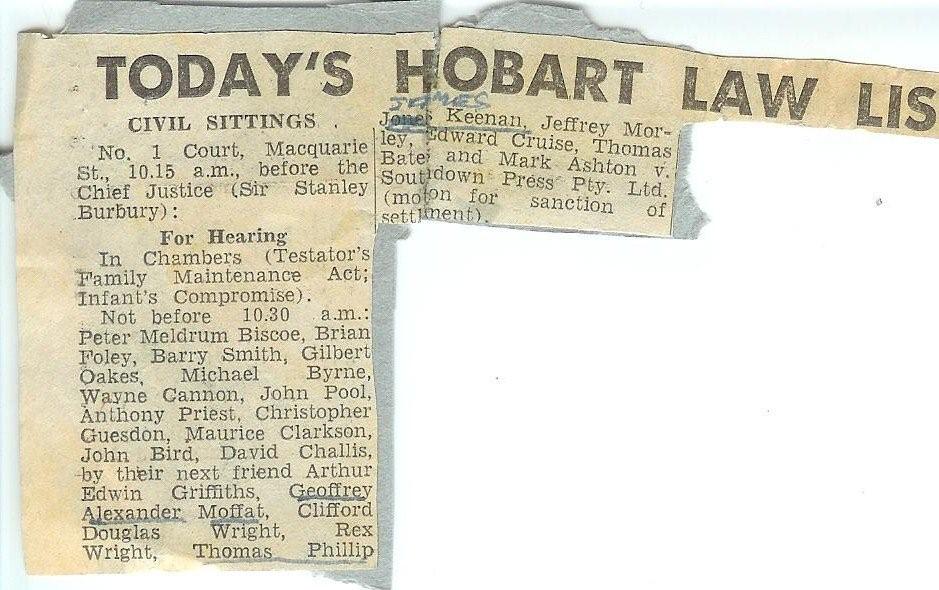 TODAY'S HOBART LAW LIS
CIVIL SITTINGS
No. 1 Court, Macquarie
St., 10.15 a.m., before the
Chief Justice (Sir Stanley
Burbury):
For Hearing
In Chambers (Testator's
Family Maintenance Act;
Infant's Compromise).
Not before 10.30 a.m.:
Peter Meldrum Biscoe, Brian
Foley, Barry Smith, Gilbert
Oakes, Michael Byrne,
Wayne Cannon, John Pool,
Anthony Priest, Christopher
Guesdon, Maurice Clarkson,
John Bird, David Challis,
by their next friend Arthur
Edwin Griffiths, Geoffrey
Alexander Moffat, Clifford
Douglas Wright, Rex
Wright, Thomas Phillip
JAMES
Jones Keenan, Jeffrey Mor-
ley, Edward Cruise, Thomas
Bates and Mark Ashton v.
Southdown Press Pty. Ltd.
(motion for sanction of
settlment).